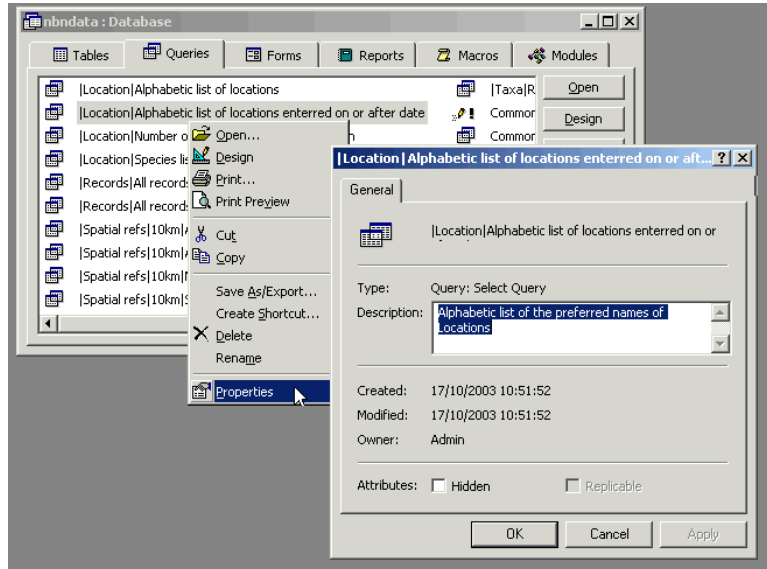 nbndata : Database
Tables Queries Forms Reports Macros Modules
|Location|Alphabetic list of locations
|Location|Alphabetic list of locations enterred on or after date
|Location|Number o
|Location|Species lis
|Records|All record
|Records|All record
|Spatial refs|10km|
|Spatial refs|10km|
|Spatial refs|10km|
|Spatial refs|10km|
|Taxa|R
Common
Common
Open
Design
Open...
Design
Print...
Print Preview
Cut
Copy
Save As/Export...
Create Shortcut...
Delete
Rename
Properties
|Location|Alphabetic list of locations enterred on or aft...
General
|Location|Alphabetic list of locations enterred on or
Type: Query: Select Query
Description: Alphabetic list of the preferred names of
Locations
Created: 17/10/2003 10:51:52
Modified: 17/10/2003 10:51:52
Owner: Admin
Attributes: Hidden Replicable
OK Cancel Apply